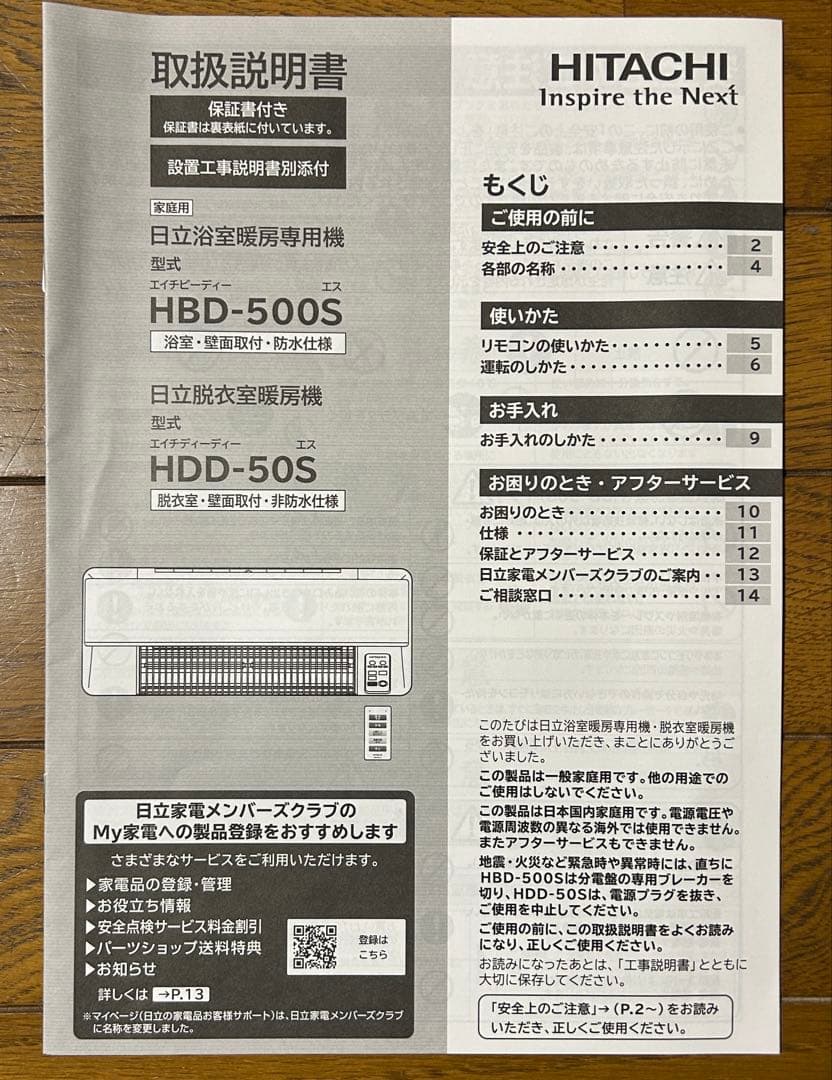 取扱説明書
保証書付き
保証書は裏表紙に付いています。
設置工事説明書別添付
家庭用
日立浴室暖房専用機
型式
エイチビーディー エス
HBD-500S
浴室・壁面取付・防水仕様
日立脱衣室暖房機
型式
エイチディーディー エス
HDD-50S
脱衣室・壁面取付・非防水仕様
日立家電メンバーズクラブの
My家電への製品登録をおすすめします
さまざまなサービスをご利用いただけます。
▶家電品の登録・管理
▶お役立ち情報
▶安全点検サービス料金割引
▶パーツショップ送料特典
▶お知らせ
登録は
こちら
詳しくは →P.13
※マイページ(日立の家電品お客様サポート)は、日立家電メンバーズクラブ
に名称を変更しました。
HITACHI
Inspire the Next
もくじ
ご使用の前に
安全上のご注意 ・・・・・・・・・・・・・ 2
各部の名称・・・・・・・・・・・・・・・・ 4
使いかた
リモコンの使いかた・・・・・・・・・・・ 5
運転のしかた・・・・・・・・・・・・・・・ 6
お手入れ
お手入れのしかた・・・・・・・・・・・・ 9
お困りのとき・アフターサービス
お困りのとき・・・・・・・・・・・・・・・ 10
仕様 ・・・・・・・・・・・・・・・・・・・ 11
保証とアフターサービス ・・・・・・・・ 12
日立家電メンバーズクラブのご案内・・ 13
ご相談窓口・・・・・・・・・・・・・・・・ 14
このたびは日立浴室暖房専用機・脱衣室暖房機
をお買い上げいただき、まことにありがとうご
ざいました。
この製品は一般家庭用です。他の用途での
ご使用はしないでください。
この製品は日本国内家庭用です。電源電圧や
電源周波数の異なる海外では使用できません。
またアフターサービスもできません。
地震・火災など緊急時や異常時には、直ちに
HBD-500Sは分電盤の専用ブレーカーを
切り、HDD-50Sは、電源プラグを抜き、
ご使用を中止してください。
ご使用の前に、この取扱説明書をよくお読み
になり、正しくご使用ください。
お読みになったあとは、「工事説明書」とともに
大切に保存してください。
「安全上のご注意」→(P.2～)をお読み
いただき、正しくご使用ください。